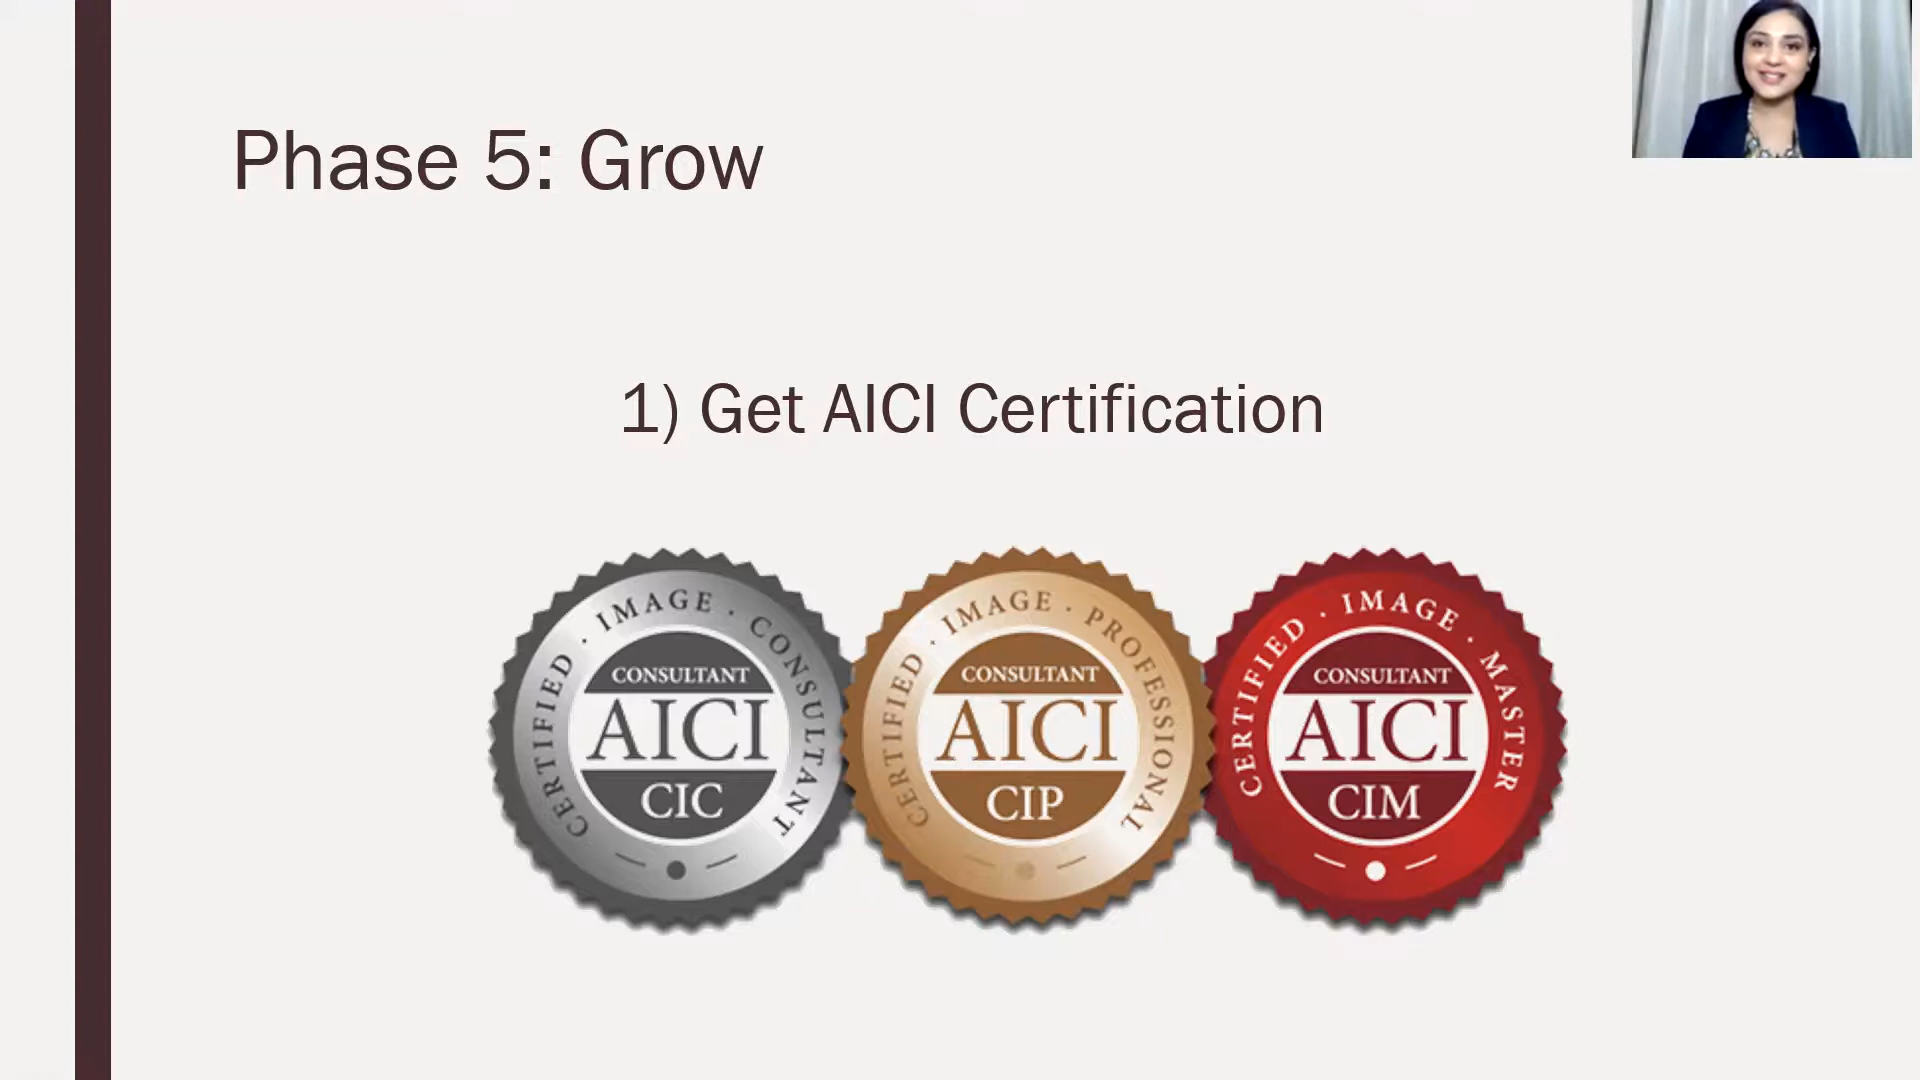 Phase 5: Grow
1) Get AICI Certification
CERTIFIED · IMAGE · CONSULTANT
CONSULTANT
AICI
CIC
CERTIFIED · IMAGE · PROFESSIONAL
CONSULTANT
AICI
CIP
CERTIFIED · IMAGE · MASTER
CONSULTANT
AICI
CIM